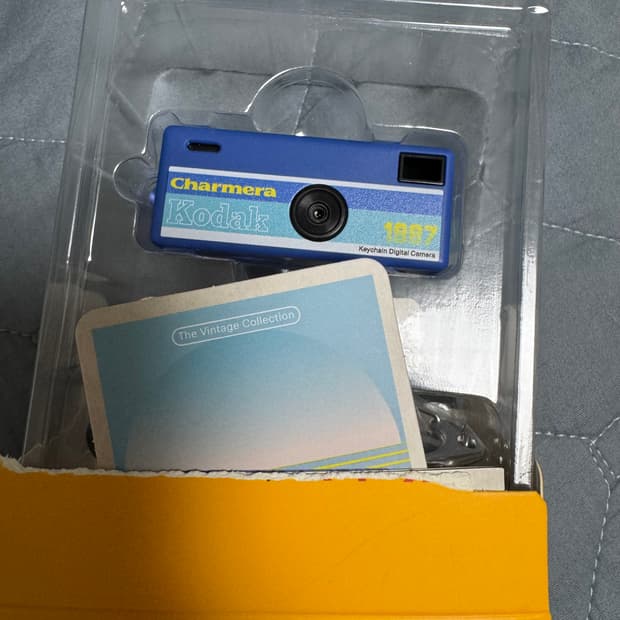 Charmera
Kodak
1987
Keychain Digital Camera
The Vintage Collection